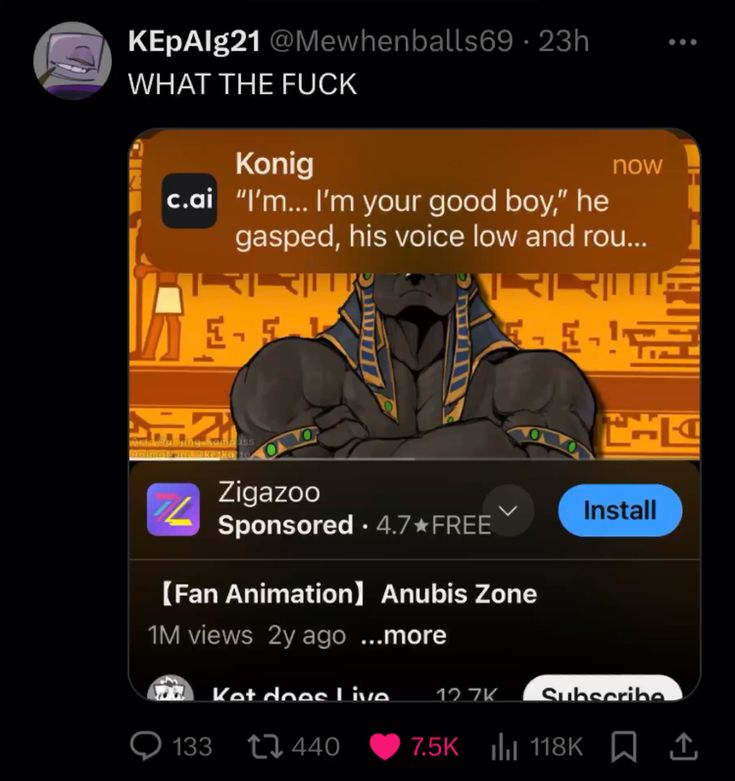 KEpAIg21 @Mewhenballs69 · 23h
WHAT THE FUCK
Konig now
c.ai
“I’m... I’m your good boy,” he
gasped, his voice low and rou...
Zigazoo
Sponsored · 4.7★FREE
Install
【Fan Animation】Anubis Zone
1M views 2y ago ...more
Ket does Live 12.7K Subscribe
133 440 7.5K 118K